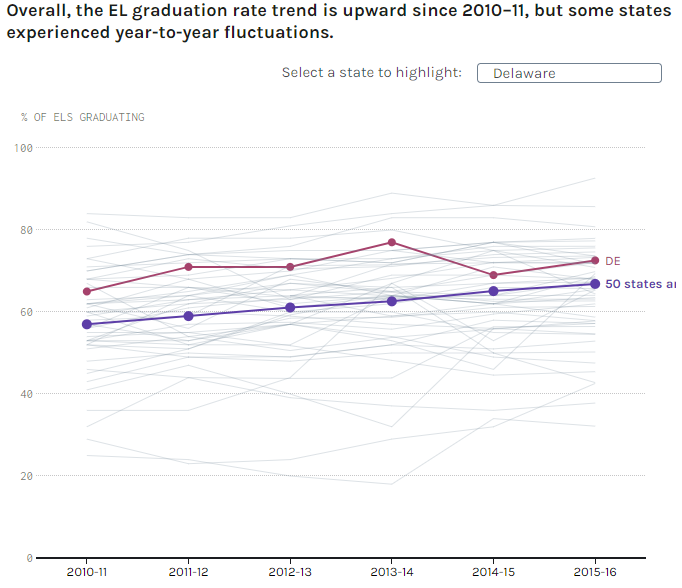 Overall, the EL graduation rate trend is upward since 2010–11, but some states
experienced year-to-year fluctuations.
Select a state to highlight:
Delaware
% OF ELS GRADUATING
100
80
DE
50 states
60
40
20
0
2010-11 2011-12 2012-13 2013-14 2014-15 2015-16